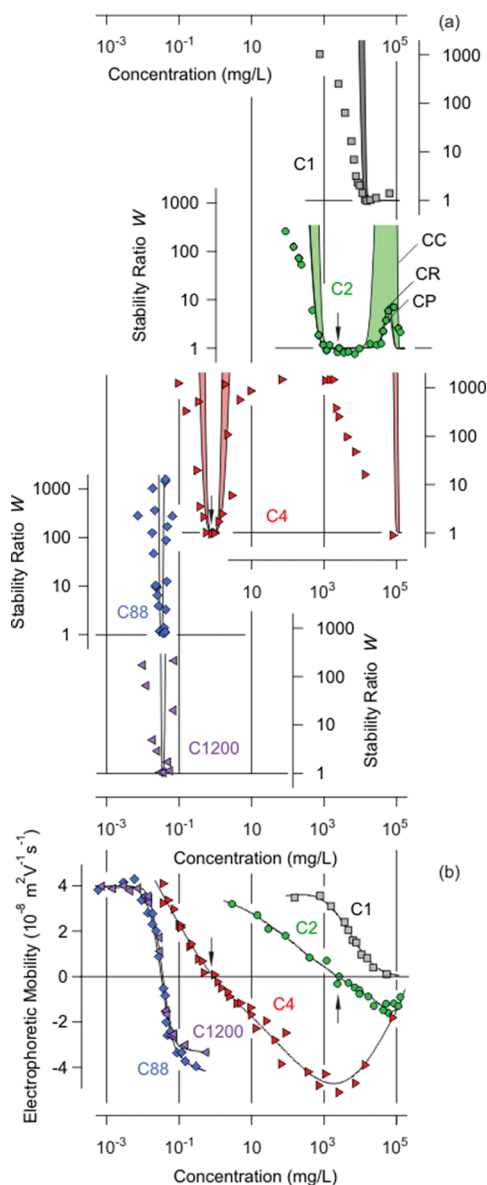 (a)
10-3 10-1 10 103 105
Concentration (mg/L)
1000
100
10
1
C1
1000
100
10
1
Stability Ratio W
C2
CC
CR
CP
1000
100
10
1
C4
1000
100
10
1
Stability Ratio W
C88
10 103 105
1000
100
10
1
Stability Ratio W
C1200
10-3 10-1 10 103 105
Concentration (mg/L)
(b)
4
2
0
-2
-4
Electrophoretic Mobility (10-8 m2V-1s-1)
C1
C2
C4
C1200
C88
10-3 10-1 10 103 105
Concentration (mg/L)